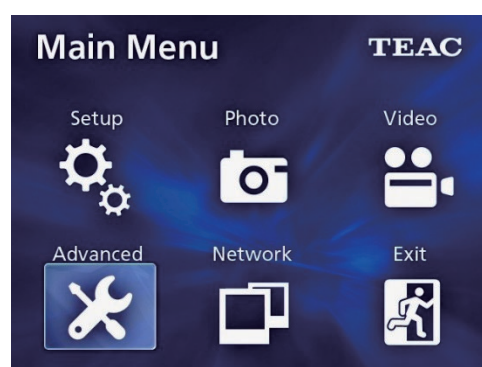 Main Menu
TEAC
Setup
Photo
Video
Advanced
Network
Exit